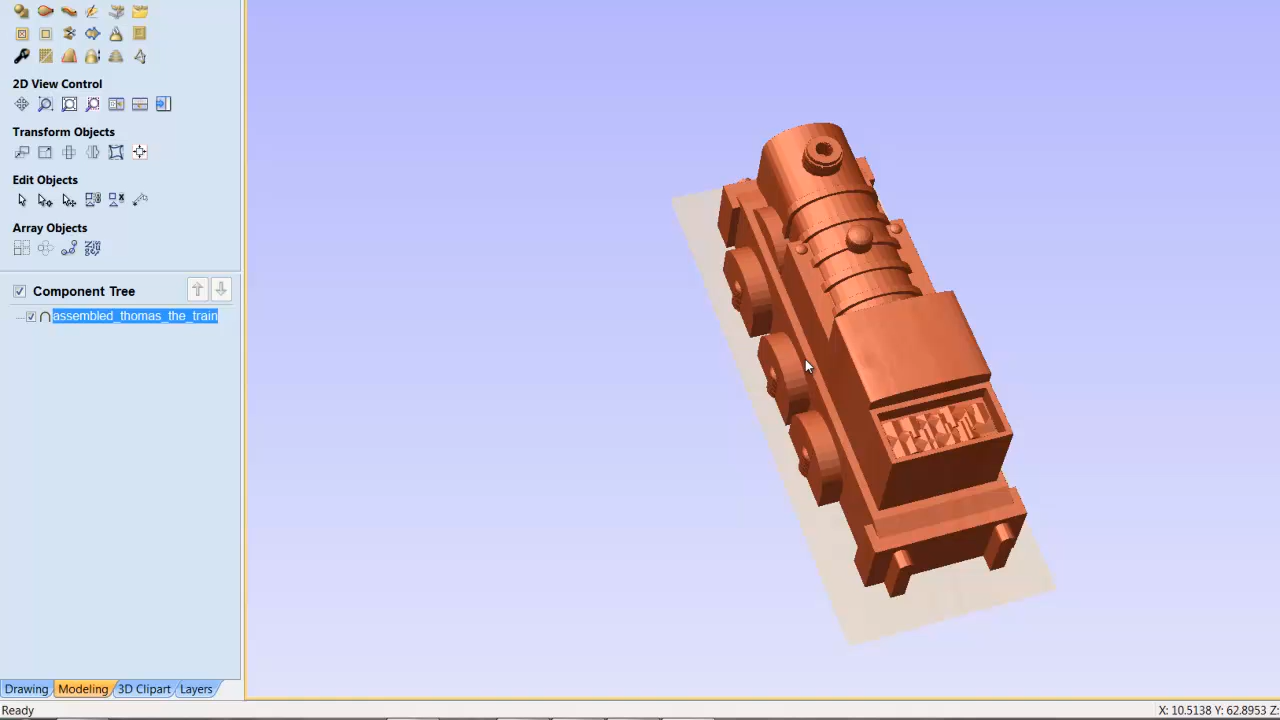 2D View Control
Transform Objects
Edit Objects
Array Objects
Component Tree
assembled_thomas_the_train
Drawing Modeling 3D Clipart Layers
Ready X: 10.5138 Y: 62.8953 Z: